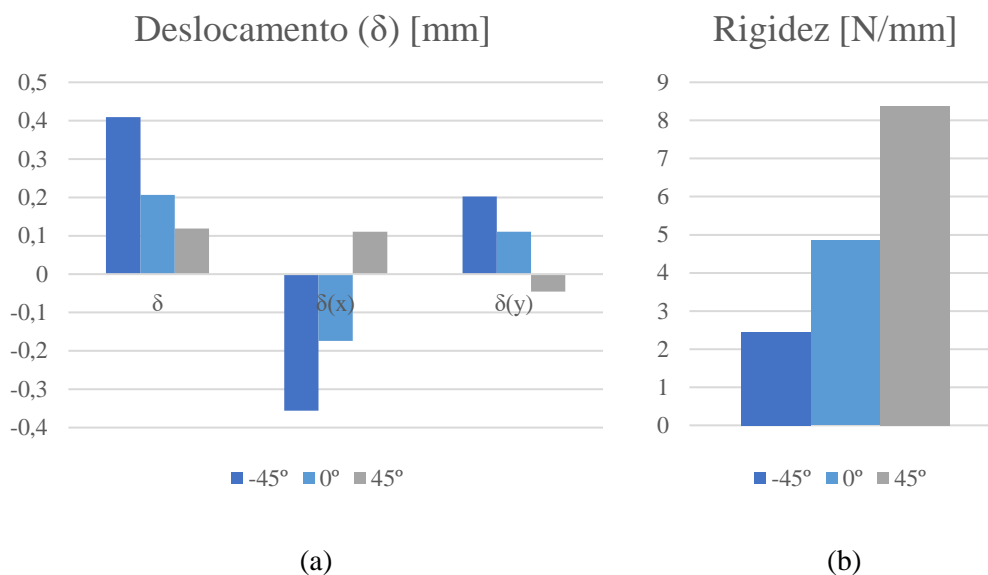 Deslocamento (δ) [mm]
0,5
0,4
0,3
0,2
0,1
0
-0,1
-0,2
-0,3
-0,4
δ
δ(x)
δ(y)
-45º 0º 45º
(a)
Rigidez [N/mm]
9
8
7
6
5
4
3
2
1
0
-45º 0º 45º
(b)